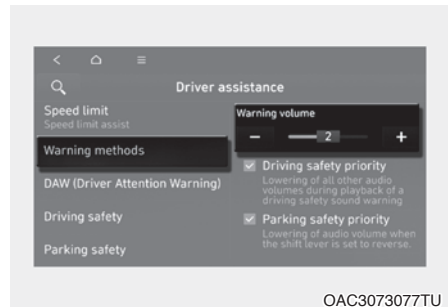 Driver assistance
Speed limit
Speed limit assist
Warning methods
DAW (Driver Attention Warning)
Driving safety
Parking safety
Warning volume
− 2 +
Driving safety priority
Lowering of all other audio
volumes during playback of a
driving safety sound warning
Parking safety priority
Lowering of audio volume when
the shift lever is set to reverse.
OAC3073077TU